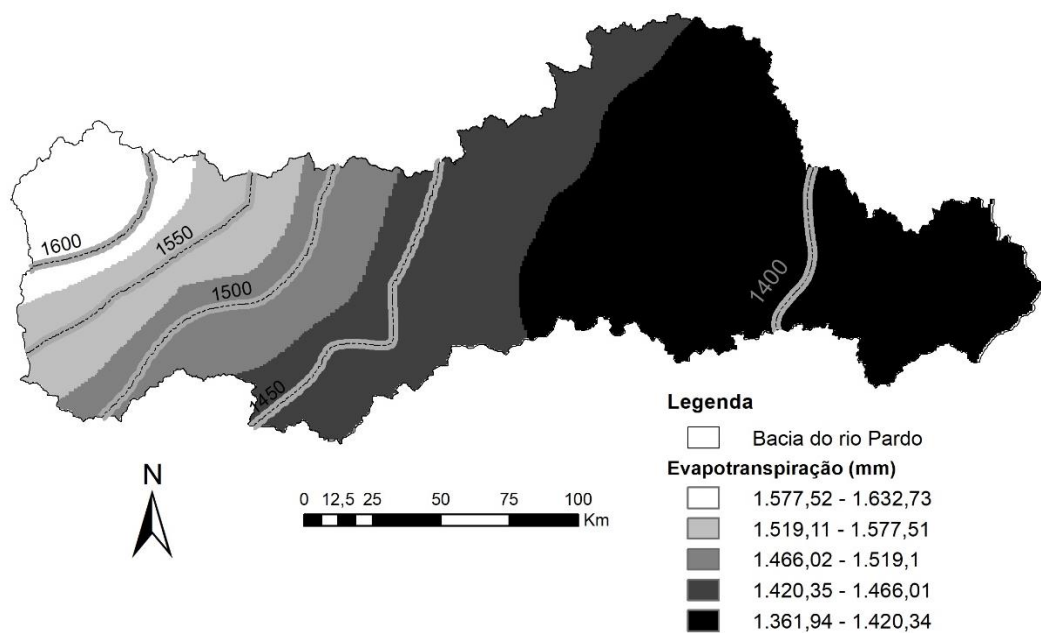 1600
1550
1500
1450
1400
N
0 12,5 25 50 75 100
Km
Legenda
Bacia do rio Pardo
Evapotranspiração (mm)
1.577,52 - 1.632,73
1.519,11 - 1.577,51
1.466,02 - 1.519,1
1.420,35 - 1.466,01
1.361,94 - 1.420,34